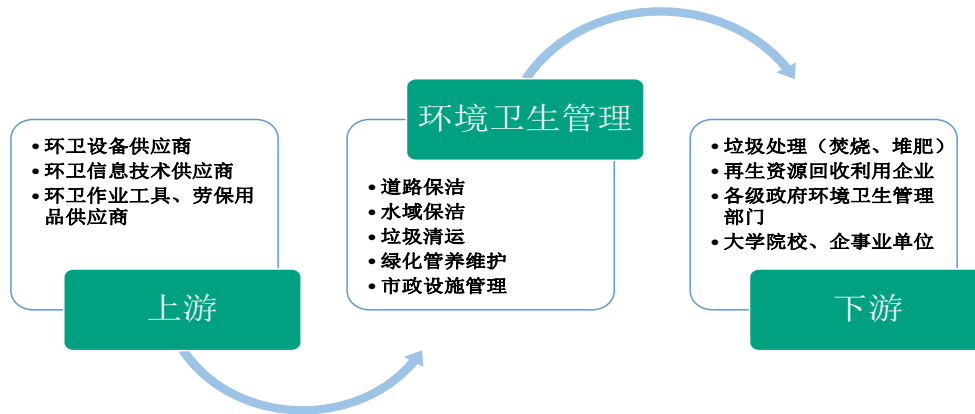 • 环卫设备供应商
• 环卫信息技术供应商
• 环卫作业工具、劳保用
品供应商
上游
环境卫生管理
• 道路保洁
• 水域保洁
• 垃圾清运
• 绿化管养维护
• 市政设施管理
• 垃圾处理（焚烧、堆肥）
• 再生资源回收利用企业
• 各级政府环境卫生管理
部门
• 大学院校、企事业单位
下游